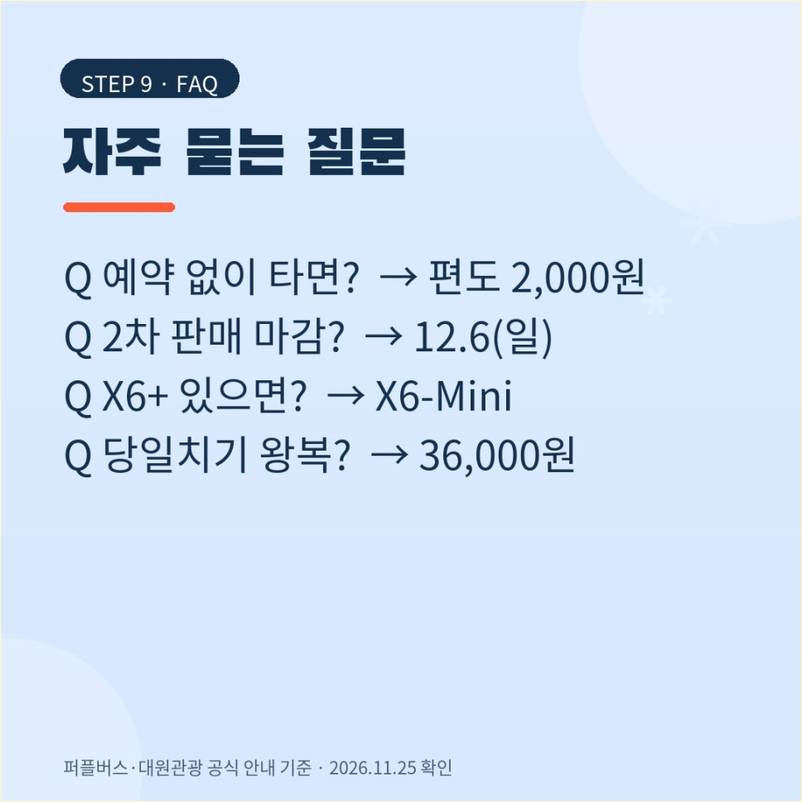 STEP 9 · FAQ
자주 묻는 질문
Q 예약 없이 타면? → 편도 2,000원
Q 2차 판매 마감? → 12.6(일)
Q X6+ 있으면? → X6-Mini
Q 당일치기 왕복? → 36,000원
퍼플버스·대원관광 공식 안내 기준 · 2026.11.25 확인